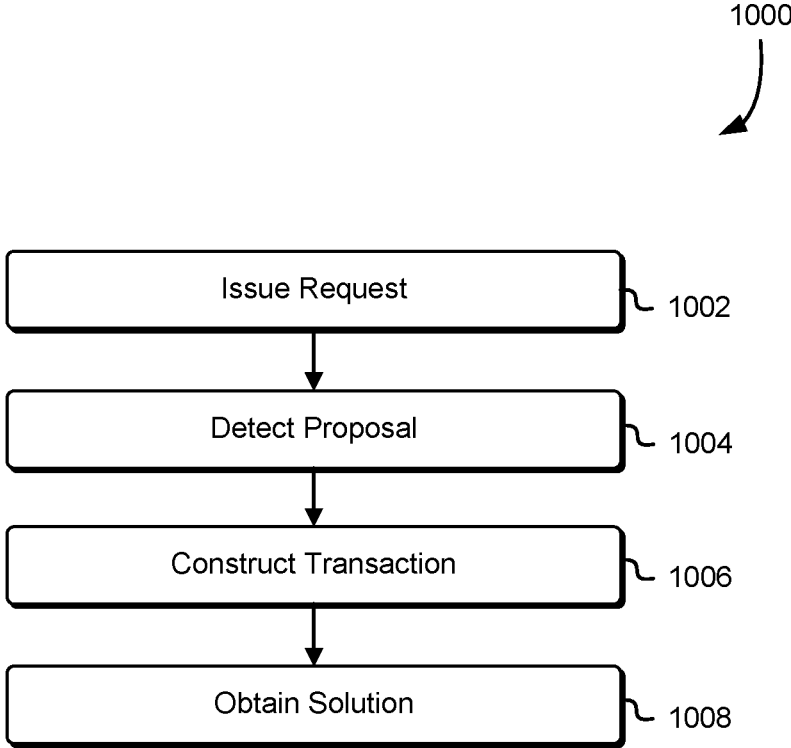 1000
Issue Request
1002
Detect Proposal
1004
Construct Transaction
1006
Obtain Solution
1008